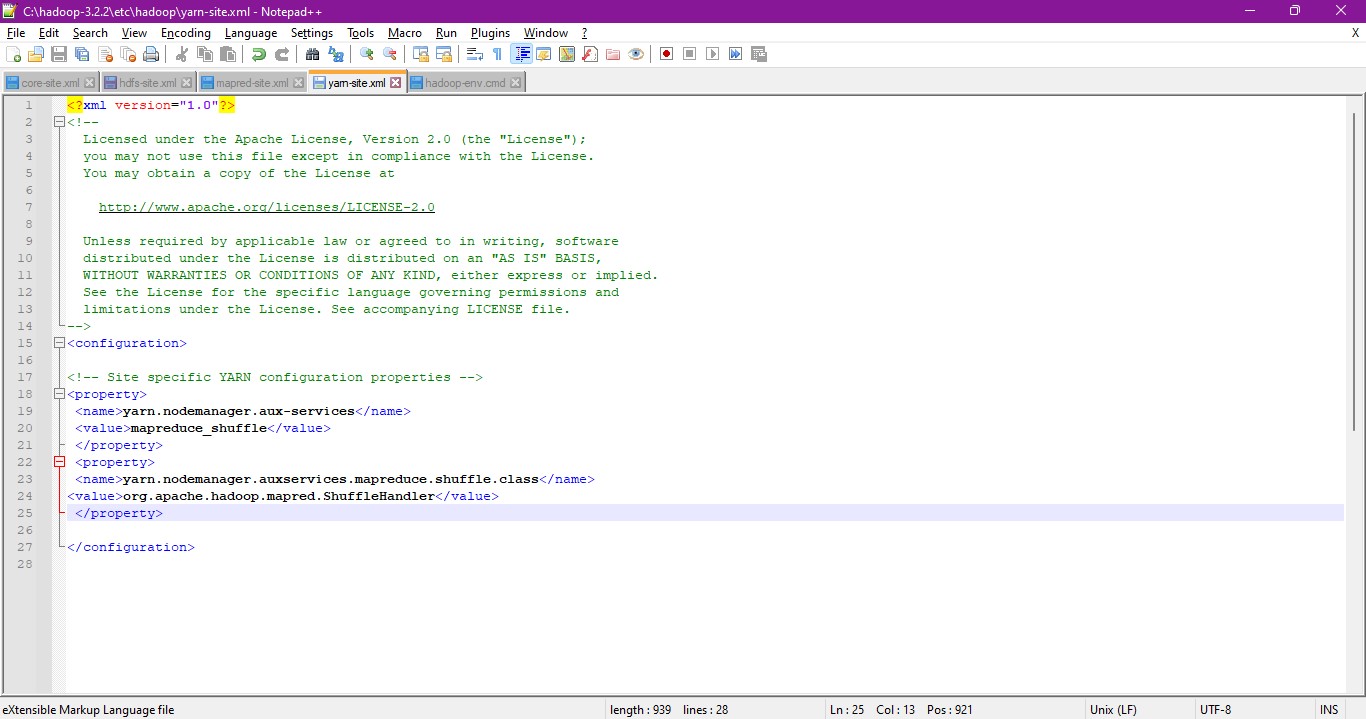 C:\hadoop-3.2.2\etc\hadoop\yarn-site.xml - Notepad++
File Edit Search View Encoding Language Settings Tools Macro Run Plugins Window ? X
core-site.xml hdfs-site.xml mapred-site.xml yarn-site.xml hadoop-env.cmd
1 <?xml version="1.0"?>
2 <!--
3 Licensed under the Apache License, Version 2.0 (the "License");
4 you may not use this file except in compliance with the License.
5 You may obtain a copy of the License at
6
7 http://www.apache.org/licenses/LICENSE-2.0
8
9 Unless required by applicable law or agreed to in writing, software
10 distributed under the License is distributed on an "AS IS" BASIS,
11 WITHOUT WARRANTIES OR CONDITIONS OF ANY KIND, either express or implied.
12 See the License for the specific language governing permissions and
13 limitations under the License. See accompanying LICENSE file.
14 -->
15 <configuration>
16
17 <!-- Site specific YARN configuration properties -->
18 <property>
19 <name>yarn.nodemanager.aux-services</name>
20 <value>mapreduce_shuffle</value>
21 </property>
22 <property>
23 <name>yarn.nodemanager.auxservices.mapreduce.shuffle.class</name>
24 <value>org.apache.hadoop.mapred.ShuffleHandler</value>
25 </property>
26
27 </configuration>
28
eXtensible Markup Language file length : 939 lines : 28 Ln : 25 Col : 13 Pos : 921 Unix (LF) UTF-8 INS